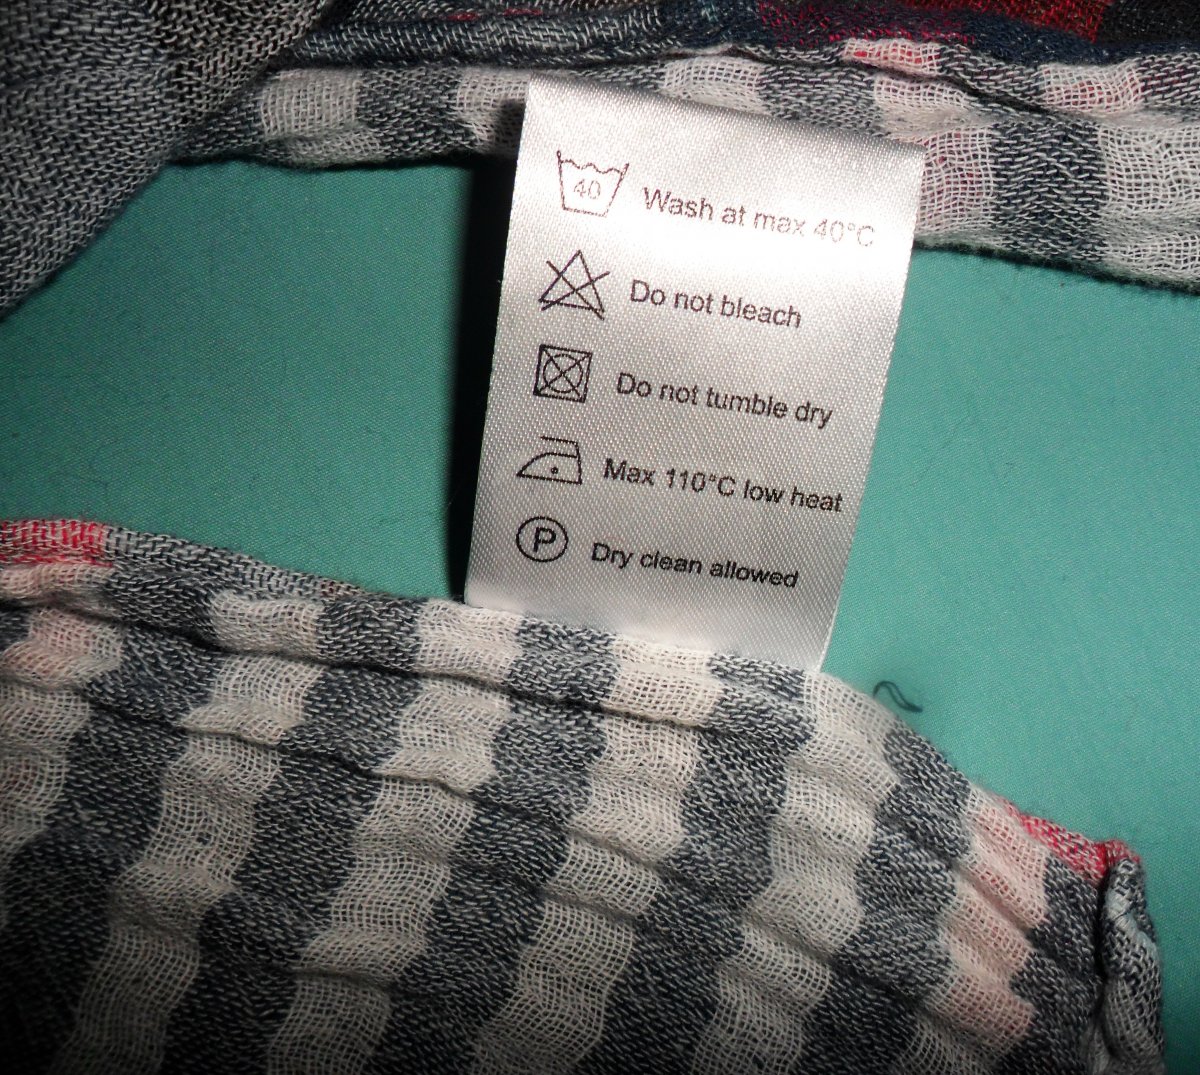 40 Wash at max 40°C
Do not bleach
Do not tumble dry
Max 110°C low heat
P Dry clean allowed